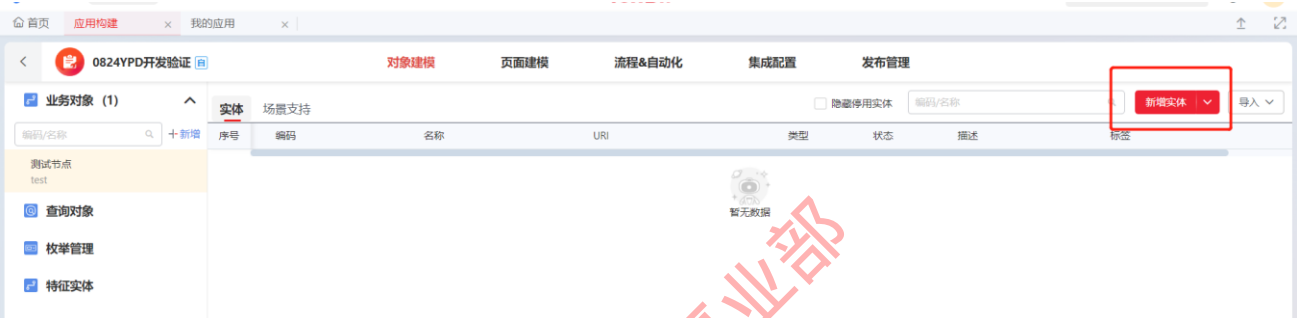 首页 应用构建 × 我的应用 ×
0824YPD开发验证 自 对象建模 页面建模 流程&自动化 集成配置 发布管理
业务对象 (1)
实体 场景支持 隐藏停用实体 编码/名称 新增实体 导入
编码/名称 +新增
序号 编码 名称 URI 类型 状态 描述 标签
测试节点
test
暂无数据
查询对象
枚举管理
特征实体
业部